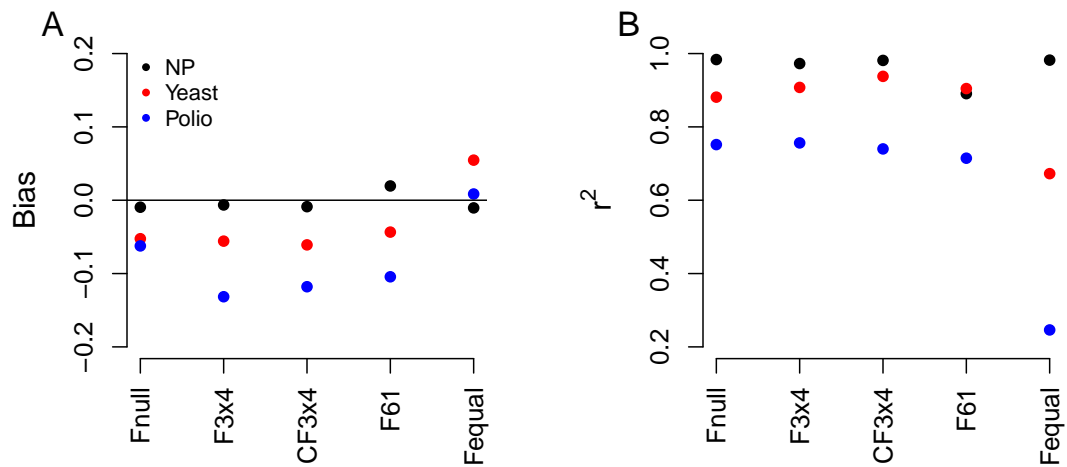 A
Bias
0.2
0.1
0.0
−0.1
−0.2
NP
Yeast
Polio
Fnull
F3x4
CF3x4
F61
Fequal
B
r²
1.0
0.8
0.6
0.4
0.2
Fnull
F3x4
CF3x4
F61
Fequal